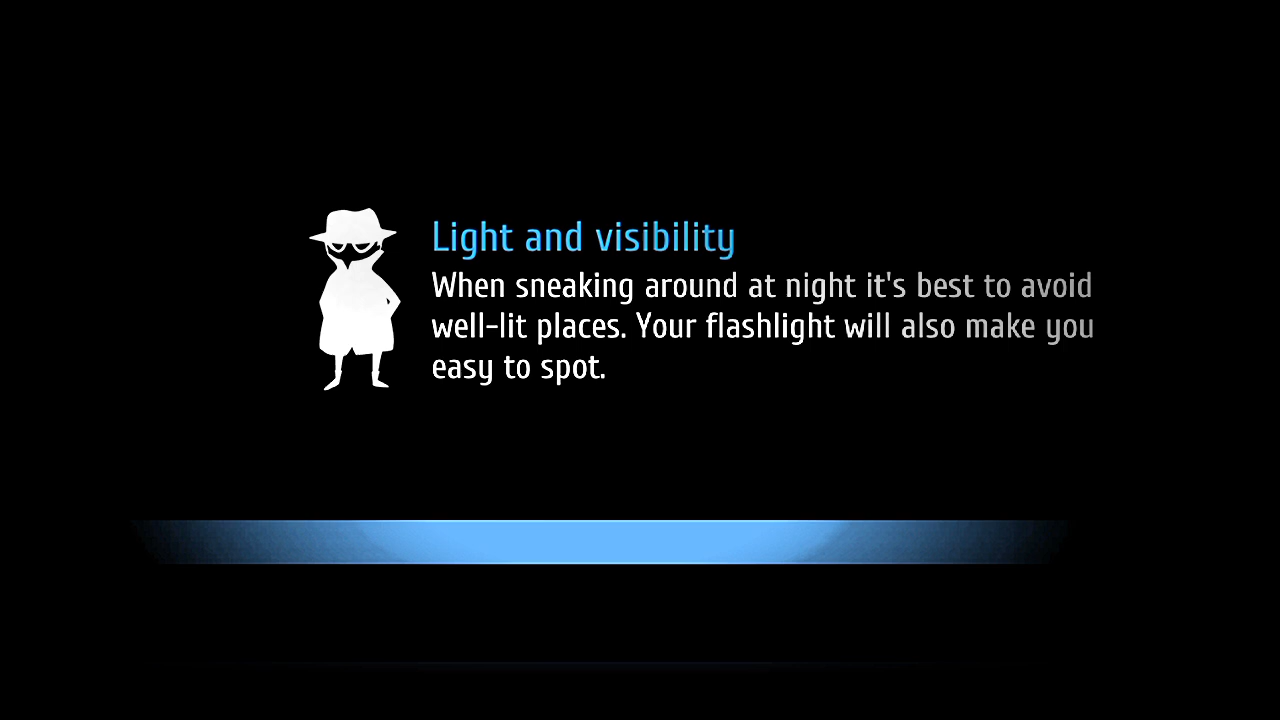 Light and visibility
When sneaking around at night it's best to avoid
well-lit places. Your flashlight will also make you
easy to spot.